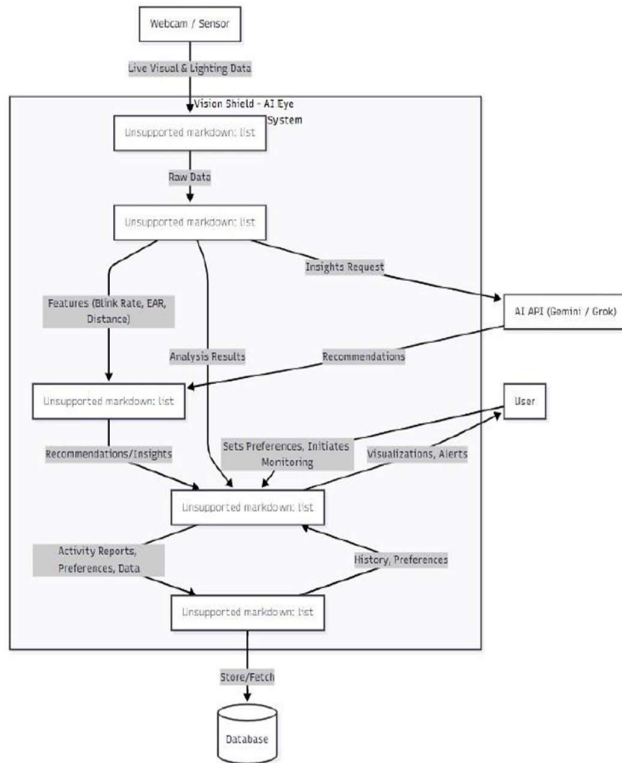 Webcam / Sensor
Live Visual & Lighting Data
Vision Shield - AI Eye
System
Unsupported markdown: list
Raw Data
Unsupported markdown: list
Insights Request
Features (Blink Rate, EAR,
Distance)
AI API (Gemini / Grok)
Analysis Results
Recommendations
Unsupported markdown: list
User
Recommendations/Insights
Sets Preferences, Initiates
Monitoring
Visualizations, Alerts
Unsupported markdown: list
Activity Reports,
Preferences, Data
History, Preferences
Unsupported markdown: list
Store/Fetch
Database